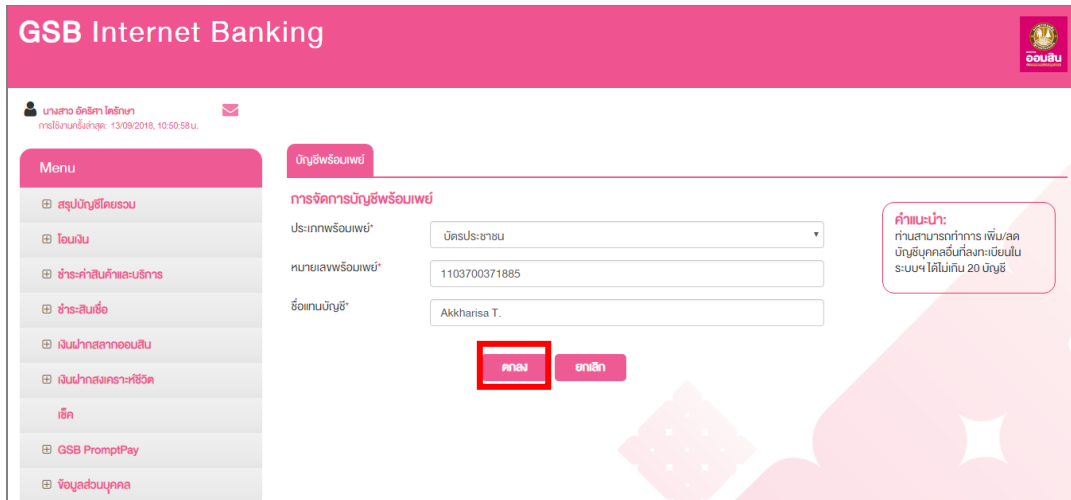 GSB Internet Banking
ออมสิน
นางสาว อัคริศา โตรักษา
การใช้งานครั้งล่าสุด: 13/09/2018, 10:50:58 น.
Menu
สรุปบัญชีโดยรวม
โอนเงิน
ชำระค่าสินค้าและบริการ
ชำระสินเชื่อ
เงินฝากสลากออมสิน
เงินฝากสงเคราะห์ชีวิต
เช็ค
GSB PromptPay
ข้อมูลส่วนบุคคล
บัญชีพร้อมเพย์
การจัดการบัญชีพร้อมเพย์
ประเภทพร้อมเพย์*
บัตรประชาชน
หมายเลขพร้อมเพย์*
1103700371885
ชื่อแทนบัญชี*
Akkharisa T.
ตกลง ยกเลิก
คำแนะนำ:
ท่านสามารถทำการ เพิ่ม/ลด
บัญชีบุคคลอื่นที่ลงทะเบียนใน
ระบบฯ ได้ไม่เกิน 20 บัญชี